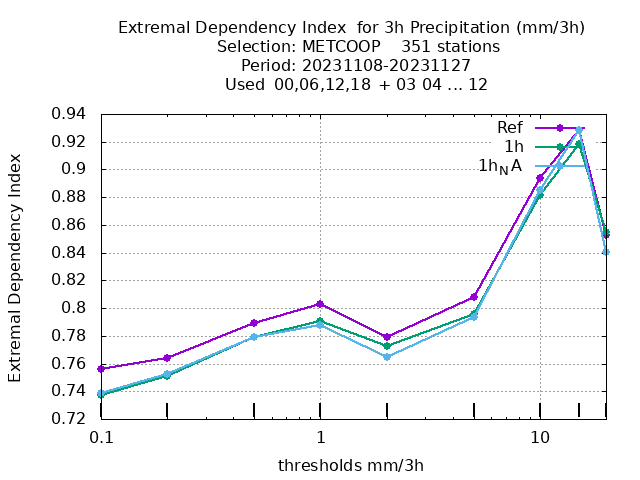 Extremal Dependency Index  for 3h Precipitation (mm/3h)
Selection: METCOOP    351 stations
Period: 20231108-20231127
Used  00,06,12,18 + 03 04 ... 12
Extremal Dependency Index
0.94
0.92
0.9
0.88
0.86
0.84
0.82
0.8
0.78
0.76
0.74
0.72
Ref
1h
1h_NA
0.1
1
10
thresholds mm/3h